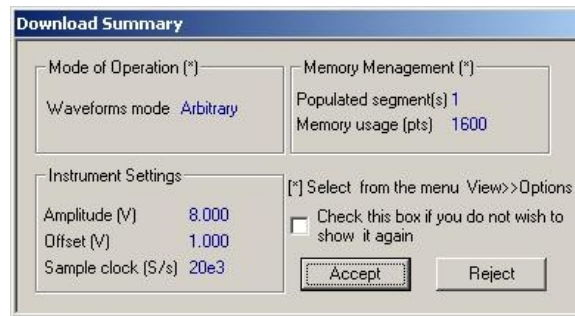 Download Summary
Mode of Operation (*)
Waveforms mode Arbitrary
Memory Menagement (*)
Populated segment(s) 1
Memory usage (pts) 1600
Instrument Settings
Amplitude (V) 8.000
Offset (V) 1.000
Sample clock (S/s) 20e3
[*] Select from the menu View>>Options
Check this box if you do not wish to
show it again
Accept Reject